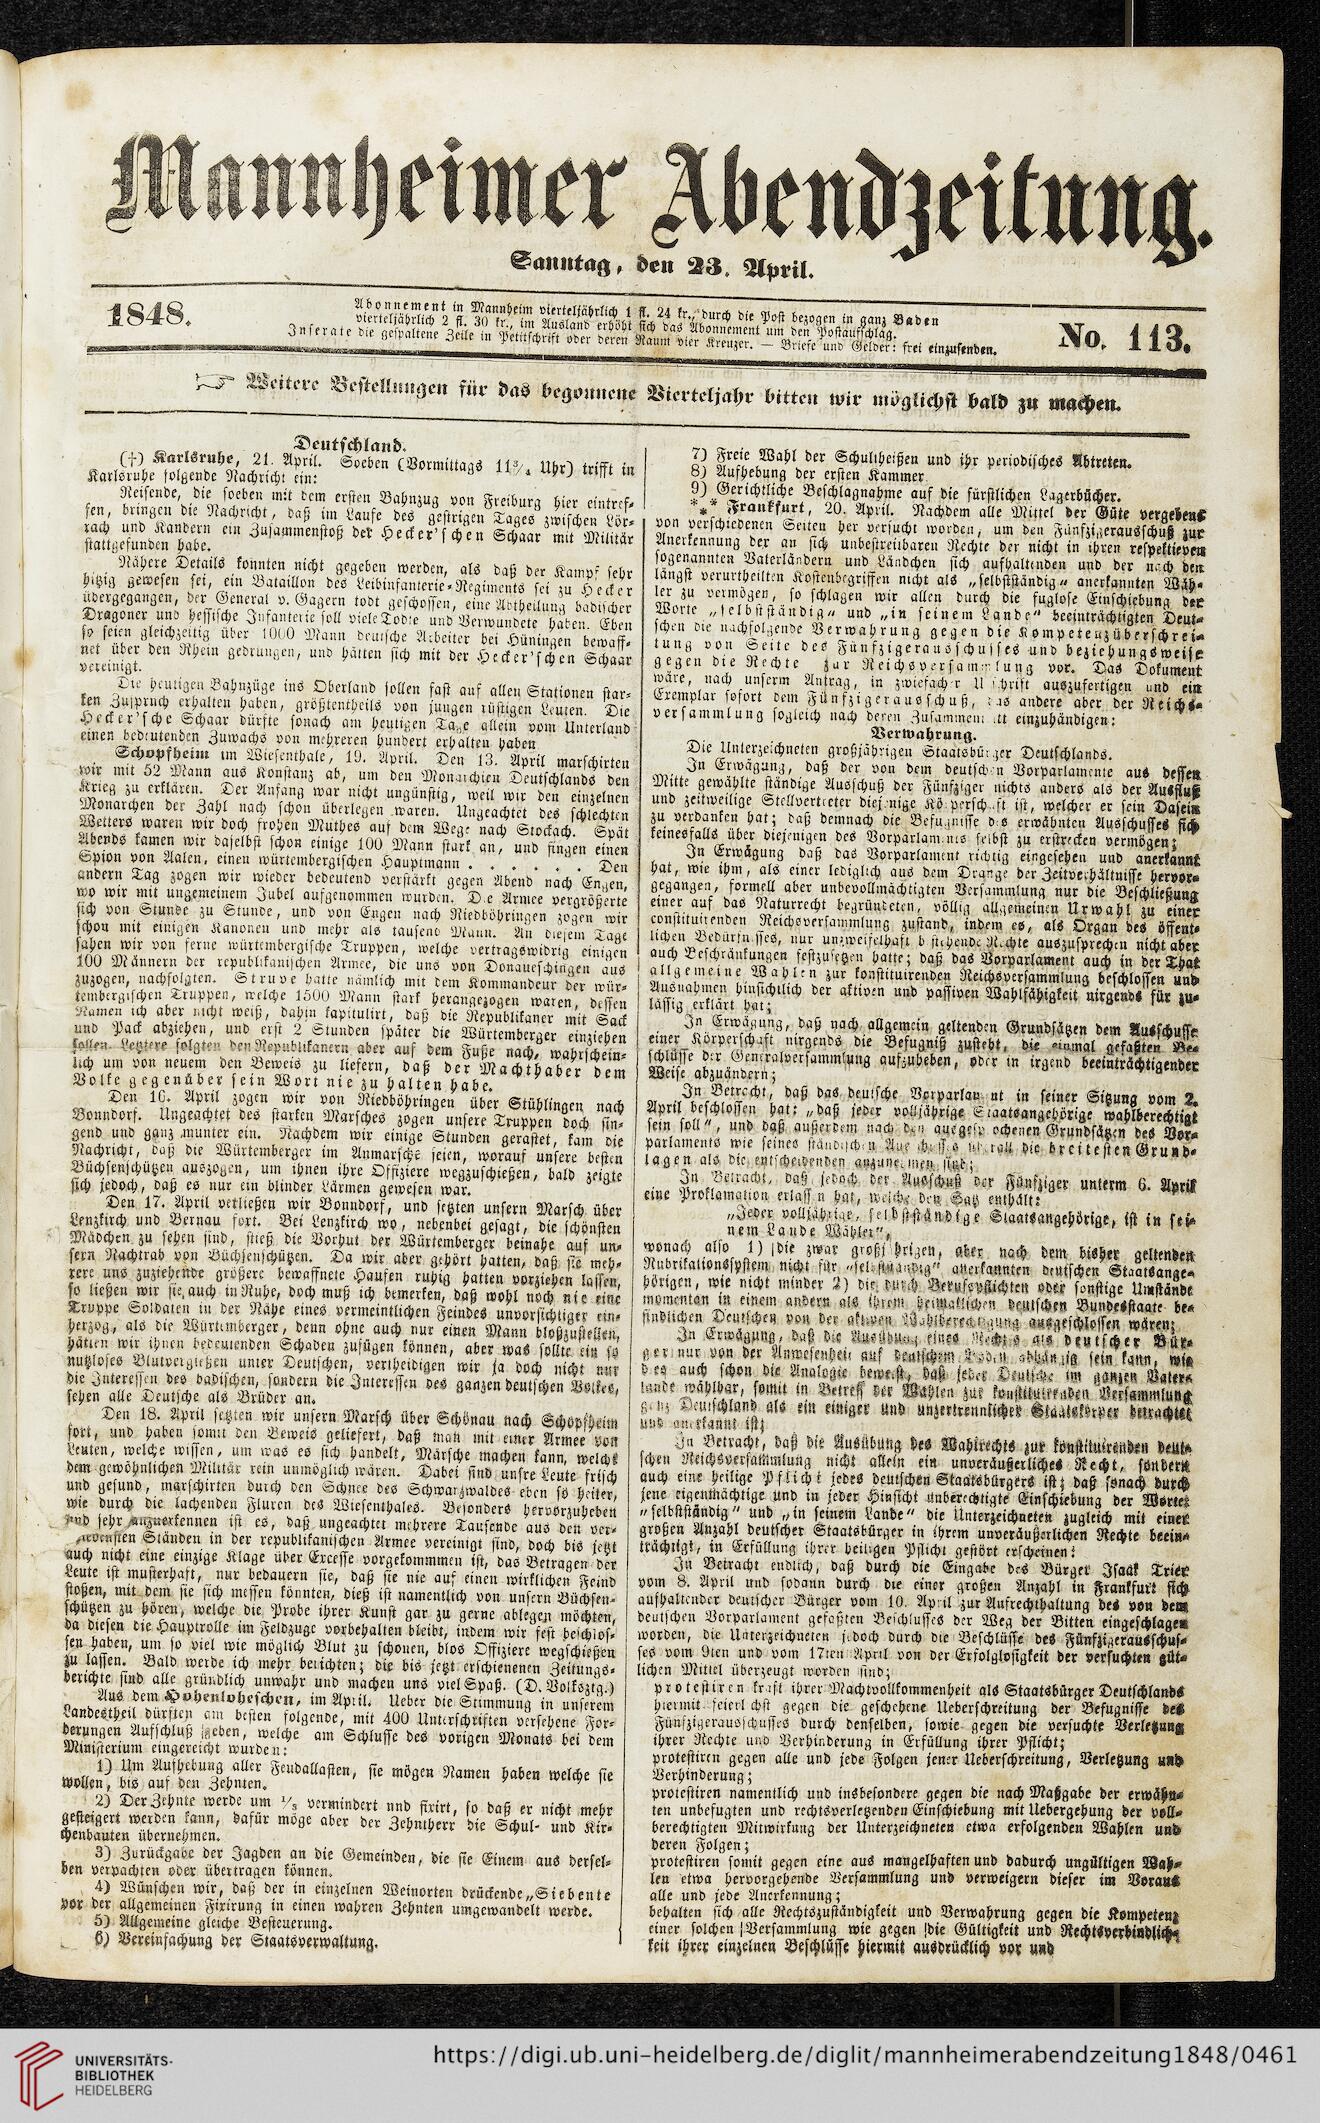 Mannheimer Abendzeitung.
Sanntag, den 23. April.
1848.
Abonnement in Mannheim vierteljährlich 1 fl. 24 kr., durch die Post bezogen in ganz Baden
vierteljährlich 2 fl. 30 kr., im Ausland erhöht sich das Abonnement um den Postaufschlag.
Inserate die gespaltene Zeile in Petitschrift oder deren Raum vier Kreuzer. — Briefe und Gelder: frei einzusenden.
No. 113.
☞ Weitere Bestellungen für das begonnene Vierteljahr bitten wir möglichst bald zu machen.
Deutschland.
(†) Karlsruhe, 21. April. Soeben (Vormittags 11¾ Uhr) trifft in
Karlsruhe folgende Nachricht ein:
Reisende, die soeben mit dem ersten Bahnzug von Freiburg hier eintref-
fen, bringen die Nachricht, daß im Laufe des gestrigen Tages zwischen Lör-
rach und Kandern ein Zusammenstoß der Hecker'schen Schaar mit Militär
stattgefunden habe.
Nähere Details konnten nicht gegeben werden, als daß der Kampf sehr
hitzig gewesen sei, ein Bataillon des Leibinfanterie-Regiments sei zu Hecker
übergegangen, der General v. Gagern todt geschossen, eine Abtheilung badischer
Dragoner und hessische Infanterie soll viele Todte und Verwundete haben. Eben
so seien gleichzeitig über 1000 Mann deutsche Arbeiter bei Hüningen bewaff-
net über den Rhein gedrungen, und hätten sich mit der Hecker'schen Schaar
vereinigt.
Die heutigen Bahnzüge ins Oberland sollen fast auf allen Stationen star-
ken Zuspruch erhalten haben, größtentheils von jungen rüstigen Leuten. Die
Hecker'sche Schaar dürfte sonach am heutigen Tage allein vom Unterland
einen bedeutenden Zuwachs von mehreren hundert erhalten haben
Schopfheim im Wiesenthale, 19. April. Den 13. April marschirten
wir mit 52 Mann aus Konstanz ab, um den Monarchien Deutschlands den
Krieg zu erklären. Der Anfang war nicht ungünstig, weil wir den einzelnen
Monarchen der Zahl nach schon überlegen waren. Ungeachtet des schlechten
Wetters waren wir doch frohen Muthes auf dem Wege nach Stockach. Spät
Abends kamen wir daselbst schon einige 100 Mann stark an, und fingen einen
Spion von Aalen, einen würtembergischen Hauptmann . . . . . . . Den
andern Tag zogen wir wieder bedeutend verstärkt gegen Abend nach Engen,
wo wir mit ungemeinem Jubel aufgenommen wurden. Die Armee vergrößerte
sich von Stunde zu Stunde, und von Engen nach Riedböhringen zogen wir
schon mit einigen Kanonen und mehr als tausend Mann. An diesem Tage
sahen wir von ferne würtembergische Truppen, welche vertragswidrig einigen
100 Männern der republikanischen Armee, die uns von Donaueschingen aus
zuzogen, nachfolgten. Struve hatte nämlich mit dem Kommandeur der wür-
tembergischen Truppen, welche 1500 Mann stark herangezogen waren, dessen
Namen ich aber nicht weiß, dahin kapitulirt, daß die Republikaner mit Sack
und Pack abziehen, und erst 2 Stunden später die Würtemberger einziehen
sollen. Letztere folgten den Republikanern aber auf dem Fuße nach, wahrschein-
lich um von neuem den Beweis zu liefern, daß der Machthaber dem
Volke gegenüber sein Wort nie zu halten habe.
Den 16. April zogen wir von Riedböhringen über Stühlingen nach
Bonndorf. Ungeachtet des starken Marsches zogen unsere Truppen doch sin-
gend und ganz munter ein. Nachdem wir einige Stunden gerastet, kam die
Nachricht, daß die Würtemberger im Anmarsche seien, worauf unsere besten
Büchsenschützen auszogen, um ihnen ihre Offiziere wegzuschießen, bald zeigte
sich jedoch, daß es nur ein blinder Lärmen gewesen war.
Den 17. April verließen wir Bonndorf, und setzten unsern Marsch über
Lenzkirch und Bernau fort. Bei Lenzkirch wo, nebenbei gesagt, die schönsten
Mädchen zu sehen sind, stieß die Vorhut der Würtemberger beinahe auf un-
sern Nachtrab von Büchsenschützen. Da wir aber gehört hatten, daß sie meh-
rere uns zuziehende größere bewaffnete Haufen ruhig hatten vorziehen lassen,
so ließen wir sie auch in Ruhe, doch muß ich bemerken, daß wohl noch nie eine
Truppe Soldaten in der Nähe eines vermeintlichen Feindes unvorsichtiger ein-
herzog, als die Würtemberger, denn ohne auch nur einen Mann bloßzustellen,
hätten wir ihnen bedeutenden Schaden zufügen können, aber was sollte ein so
nutzloses Blutvergießen unter Deutschen, vertheidigen wir ja doch nicht nur
die Interessen des badischen, sondern die Interessen des ganzen deutschen Volkes,
sehen alle Deutsche als Brüder an.
Den 18. April setzten wir unsern Marsch über Schönau nach Schopfheim
fort, und haben somit den Beweis geliefert, daß man mit einer Armee von
Leuten, welche wissen, um was es sich handelt, Märsche machen kann, welche
dem gewöhnlichen Militär rein unmöglich wären. Dabei sind unsre Leute frisch
und gesund, marschirten durch den Schnee des Schwarzwaldes eben so heiter,
wie durch die lachenden Fluren des Wiesenthales. Besonders hervorzuheben
und sehr anzuerkennen ist es, daß ungeachtet mehrere Tausende aus den ver-
Ständen in der republikanischen Armee vereinigt sind, doch bis jetzt
auch nicht eine einzige Klage über Excesse vorgekommmen ist, das Betragen der
Leute ist musterhaft, nur bedauern sie, daß sie nie auf einen wirklichen Feind
stoßen, mit dem sie sich messen könnten, dieß ist namentlich von unsern Büchsen-
schützen zu hören, welche die Probe ihrer Kunst gar zu gerne ablegen möchten,
da diesen die Hauptrolle im Feldzuge vorbehalten bleibt, indem wir fest beschlos-
sen haben, um so viel wie möglich Blut zu schonen, blos Offiziere wegschießen
zu lassen. Bald werde ich mehr berichten; die bis jetzt erschienenen Zeitungs-
berichte sind alle gründlich unwahr und machen uns viel Spaß. (D. Volksztg.)
Aus dem Hohenloheschen, im April. Ueber die Stimmung in unserem
Landestheil dürften am besten folgende, mit 400 Unterschriften versehene For-
derungen Aufschluß geben, welche am Schlusse des vorigen Monats bei dem
Ministerium eingereicht wurden:
1) Um Aufhebung aller Feudallasten, sie mögen Namen haben welche sie
wollen, bis auf den Zehnten.
2) Der Zehnte werde um ⅓ vermindert nnd fixirt, so daß er nicht mehr
gesteigert werden kann, dafür möge aber der Zehntherr die Schul- und Kir-
chenbauten übernehmen.
3) Zurückgabe der Jagden an die Gemeinden, die sie Einem aus dersel-
ben verpachten oder übertragen können.
4) Wünschen wir, daß der in einzelnen Weinorten drückende „Siebente
vor der allgemeinen Fixirung in einen wahren Zehnten umgewandelt werde.
5) Allgemeine gleiche Besteuerung.
6) Vereinfachung der Staatsverwaltung.
7) Freie Wahl der Schultheißen und ihr periodisches Abtreten.
8) Aufhebung der ersten Kammer
9) Gerichtliche Beschlagnahme auf die fürstlichen Lagerbücher.
*** Frankfurt, 20. April. Nachdem alle Mittel der Güte vergebens
von verschiedenen Seiten her versucht worden, um den Fünfzigerausschuß zur
Anerkennung der an sich unbestreitbaren Rechte der nicht in ihren respektiven
sogenannten Vaterländern und Ländchen sich aufhaltenden und der nach den
längst verurtheilten Kostenbegriffen nicht als „selbstständig" anerkannten Wäh-
ler zu vermögen, so schlagen wir allen durch die fuglose Einschiebung der
Worte „selbstständig" und „in seinem Lande" beeinträchtigten Deut-
schen die nachfolgende Verwahrung gegen die Kompetenzüberschrei-
tung von Seite des Fünfzigerausschusses und beziehungsweise
gegen die Rechte zur Reichsversammlung vor. Das Dokument
wäre, nach unserm Antrag, in zwiefacher Urschrift auszufertigen und ein
Exemplar sofort dem Fünfzigerausschuß, das andere aber der Reichs-
versammlung sogleich nach deren Zusammentritt einzuhändigen:
Verwahrung.
Die Unterzeichneten großjährigen Staatsbürger Deutschlands.
In Erwägung, daß der von dem deutschen Vorparlamente aus dessen
Mitte gewählte ständige Ausschuß der Fünfziger nichts anders als der Ausfluß
und zeitweilige Stellvertreter diejenige Körperschaft ist, welcher er sein Dasein
zu verdanken hat; daß demnach die Befugnisse des erwähnten Ausschusses sich
keinesfalls über diejenigen des Vorparlaments selbst zu erstrecken vermögen;
In Erwägung daß das Vorparlament richtig eingesehen und anerkannt
hat, wie ihm, als einer lediglich aus dem Drange der Zeitverhältnisse hervor-
gegangen, formell aber unbevollmächtigten Versammlung nur die Beschließung
einer auf das Naturrecht begründeten, völlig allgemeinen Urwahl zu einer
constituirenden Reichsversammlung zustand, indem es, als Organ des öffent-
lichen Bedürfnisses, nur unzweifelhaft bestehende Rechte auszusprechen nicht aber
auch Beschränkungen festzusetzen hatte; daß das Vorparlament auch in der That
allgemeine Wahlen zur konstituirenden Reichsversammlung beschlossen und
Ausnahmen hinsichtlich der aktiven und passiven Wahlfähigkeit nirgends für zu-
lässig erklärt hat;
In Erwägung, daß nach allgemein geltenden Grundsätzen dem Ausschusse
einer Körperschaft nirgends die Befugniß zusteht, die einmal gefaßten Be-
schlüsse der Generalversammlung aufzuheben, oder in irgend beeinträchtigender
Weise abzuändern;
In Betracht, daß das deutsche Vorparlament in seiner Sitzung vom 2.
April beschlossen hat: „daß jeder volljährige Staatsangehörige wahlberechtigt
sein soll", und daß außerdem nach den ausgesprochenen Grundsätzen des Vor-
parlaments wie seines ständischen Ausschusses überall die breitesten Grund-
lagen als die entscheidenden anzunehmen sind;
In Betracht, daß jedoch der Ausschuß der Fünfziger unterm 6. April
eine Proklamation erlassen hat, welche den Satz enthält:
„Jeder volljährige, selbstständige Staatsangehörige, ist in sei-
nem Lande Wähler",
wonach also 1) die zwar großjährigen, aber nach dem bisher geltenden
Rubrikationssystem nicht für „selbstständig" anerkannten deutschen Staatsange-
hörigen, wie nicht minder 2) die durch Berufspflichten oder sonstige Umstände
momentan in einem andern als ihrem heimathlichen deutschen Bundesstaate be-
findlichen Deutschen von der aktiven Wahlberechtigung ausgeschlossen wären;
In Erwägung, daß die Ausübung eines Rechts als deutscher Bür-
ger nur von der Anwesenheit auf deutschem Boden abhängig sein kann, wie
dies auch schon die Analogie beweist, daß jeder Deutsche im ganzen Vater-
lande wählbar, somit in Betreff der Wahlen zur konstituirenden Versammlung
ganz Deutschland als ein einiger und unzertrennlicher Staatskörper betrachtet
und anerkannt ist;
In Betracht, daß die Ausübung des Wahlrechts zur konstituirenden deut-
schen Reichsversammlung nicht allein ein unveräußerliches Recht, sondern
auch eine heilige Pflicht jedes deutschen Staatsbürgers ist; daß sonach durch
jene eigenmächtige und in jeder Hinsicht unberechtigte Einschiebung der Worte:
„selbstständig" und „in seinem Lande" die Unterzeichneten zugleich mit einer
großen Anzahl deutscher Staatsbürger in ihrem unveräußerlichen Rechte beein-
trächtigt, in Erfüllung ihrer heiligen Pflicht gestört erscheinen:
In Betracht endlich, daß durch die Eingabe des Bürger Isaak Trier
vom 8. April und sodann durch die einer großen Anzahl in Frankfurt sich
aufhaltender deutscher Bürger vom 10. April zur Aufrechthaltung des von dem
deutschen Vorparlament gefaßten Beschlusses der Weg der Bitten eingeschlagen
worden, die Unterzeichneten jedoch durch die Beschlüsse des Fünfzigerausschus-
ses vom 9ten und vom 17ten April von der Erfolglosigkeit der versuchten güt-
lichen Mittel überzeugt worden sind;
protestiren kraft ihrer Machtvollkommenheit als Staatsbürger Deutschlands
hiermit feierlichst gegen die geschehene Ueberschreitung der Befugnisse des
Fünfzigerausschusses durch denselben, sowie gegen die versuchte Verletzung
ihrer Rechte und Verhinderung in Erfüllung ihrer Pflicht;
protestiren gegen alle und jede Folgen jener Ueberschreitung, Verletzung und
Verhinderung;
protestiren namentlich und insbesondere gegen die nach Maßgabe der erwähn-
ten unbefugten und rechtsverletzenden Einschiebung mit Uebergehung der voll-
berechtigten Mitwirkung der Unterzeichneten etwa erfolgenden Wahlen und
deren Folgen;
protestiren somit gegen eine aus mangelhaften und dadurch ungültigen Wah-
len etwa hervorgehende Versammlung und verweigern dieser im Voraus
alle und jede Anerkennung;
behalten sich alle Rechtszuständigkeit und Verwahrung gegen die Kompetenz
einer solchen Versammlung wie gegen die Gültigkeit und Rechtsverbindlich-
keit ihrer einzelnen Beschlüsse hiermit ausdrücklich vor und
UNIVERSITÄTS-
BIBLIOTHEK
HEIDELBERG
https://digi.ub.uni-heidelberg.de/diglit/mannheimerabendzeitung1848/0461